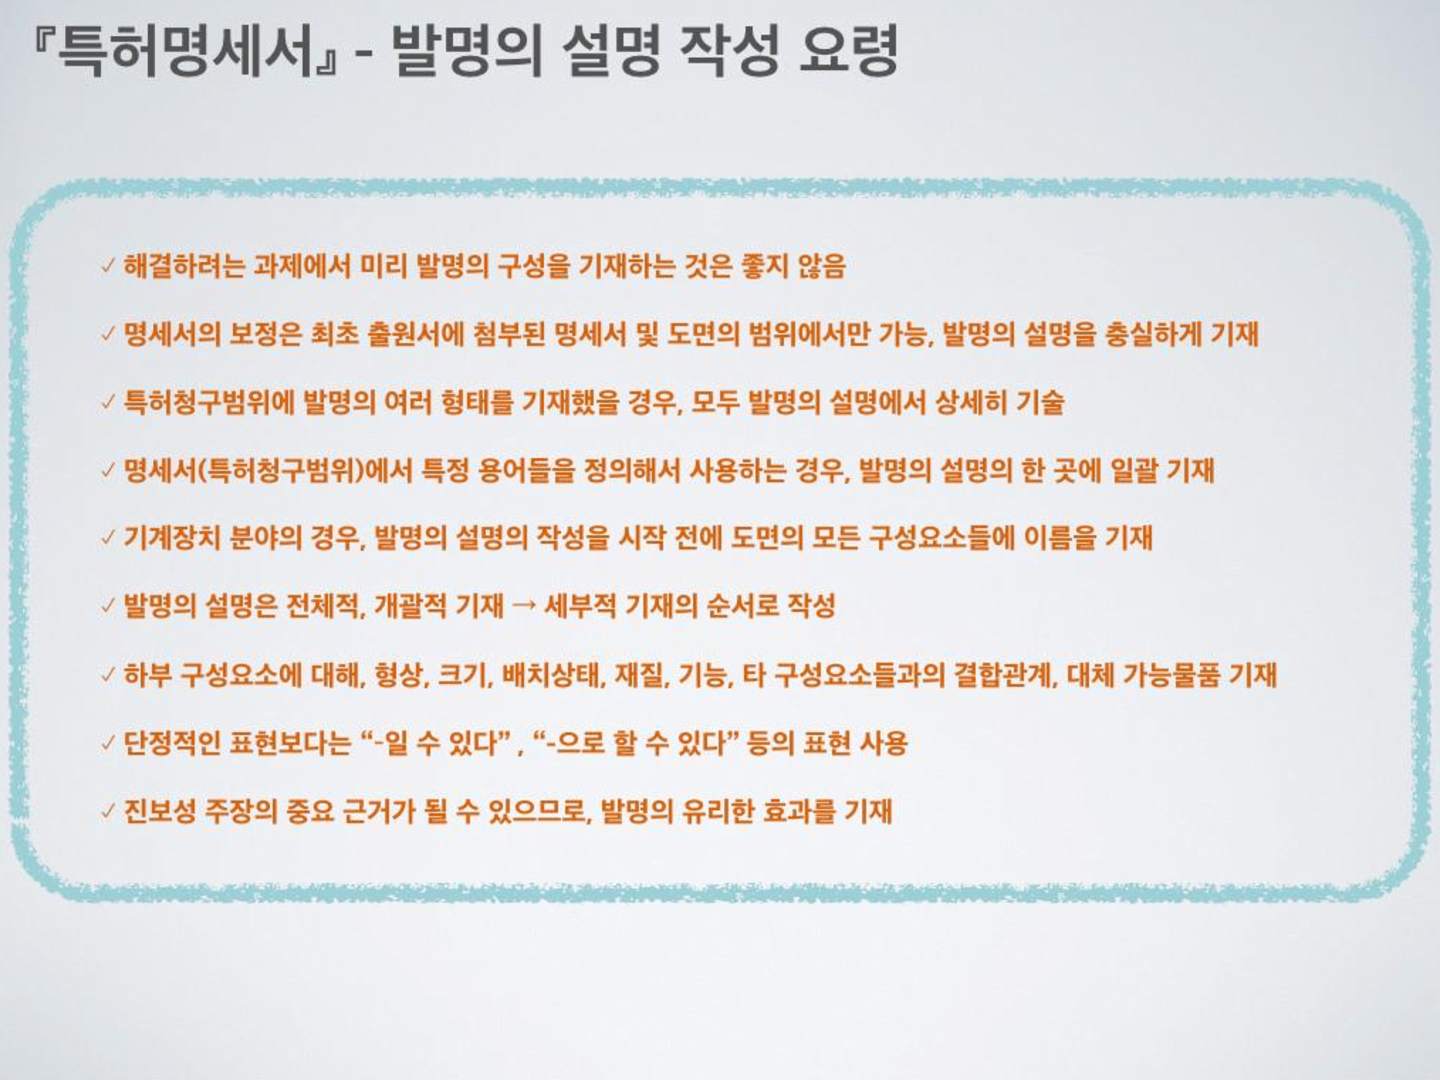 『특허명세서』 - 발명의 설명 작성 요령
✓ 해결하려는 과제에서 미리 발명의 구성을 기재하는 것은 좋지 않음
✓ 명세서의 보정은 최초 출원서에 첨부된 명세서 및 도면의 범위에서만 가능, 발명의 설명을 충실하게 기재
✓ 특허청구범위에 발명의 여러 형태를 기재했을 경우, 모두 발명의 설명에서 상세히 기술
✓ 명세서(특허청구범위)에서 특정 용어들을 정의해서 사용하는 경우, 발명의 설명의 한 곳에 일괄 기재
✓ 기계장치 분야의 경우, 발명의 설명의 작성을 시작 전에 도면의 모든 구성요소들에 이름을 기재
✓ 발명의 설명은 전체적, 개괄적 기재 → 세부적 기재의 순서로 작성
✓ 하부 구성요소에 대해, 형상, 크기, 배치상태, 재질, 기능, 타 구성요소들과의 결합관계, 대체 가능물품 기재
✓ 단정적인 표현보다는 “-일 수 있다” , “-으로 할 수 있다” 등의 표현 사용
✓ 진보성 주장의 중요 근거가 될 수 있으므로, 발명의 유리한 효과를 기재